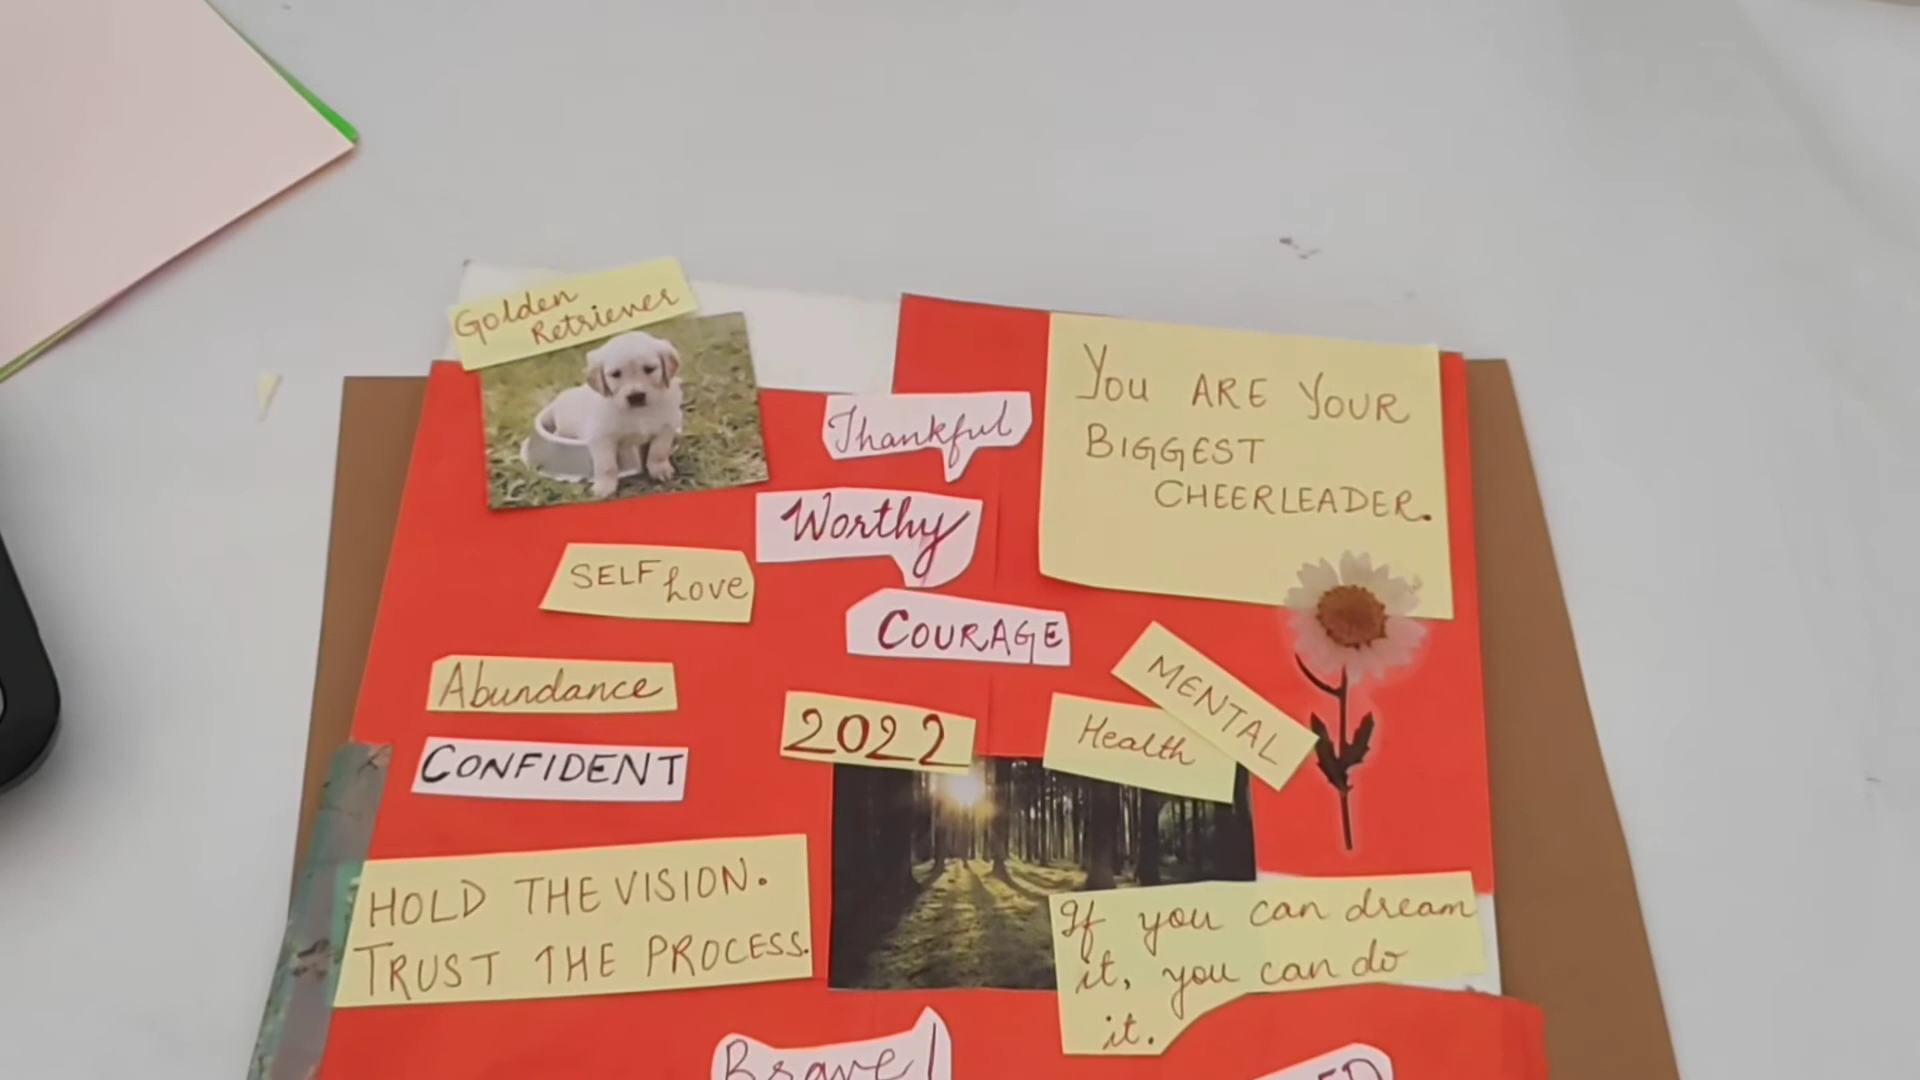 Golden
Retriever
YOU ARE YOUR
BIGGEST
CHEERLEADER.
Thankful
Worthy
SELF Love
COURAGE
Abundance
MENTAL
Health
2022
CONFIDENT
HOLD THE VISION.
TRUST THE PROCESS.
If you can dream
it, you can do
it.
Brave!